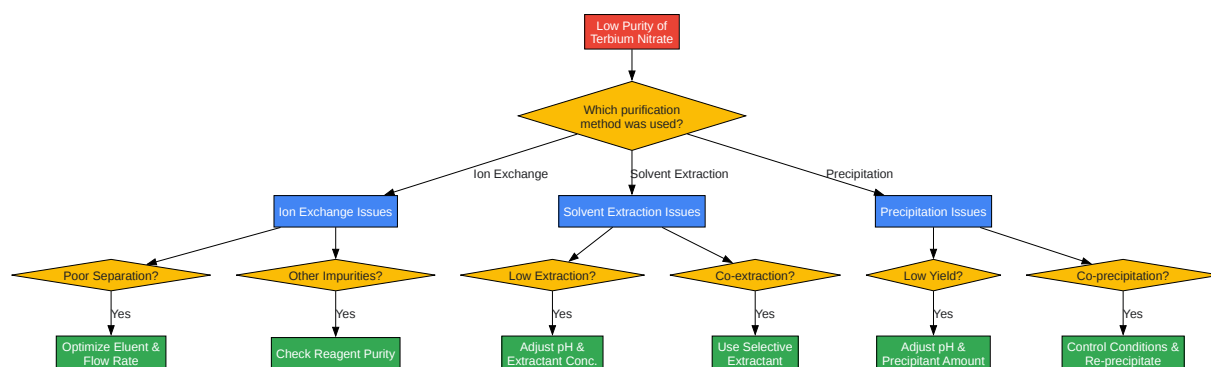 Low Purity of
Terbium Nitrate
Which purification
method was used?
Ion Exchange
Solvent Extraction
Precipitation
Ion Exchange Issues
Solvent Extraction Issues
Precipitation Issues
Poor Separation?
Other Impurities?
Low Extraction?
Co-extraction?
Low Yield?
Co-precipitation?
Yes
Yes
Yes
Yes
Yes
Yes
Optimize Eluent &
Flow Rate
Check Reagent Purity
Adjust pH &
Extractant Conc.
Use Selective
Extractant
Adjust pH &
Precipitant Amount
Control Conditions &
Re-precipitate